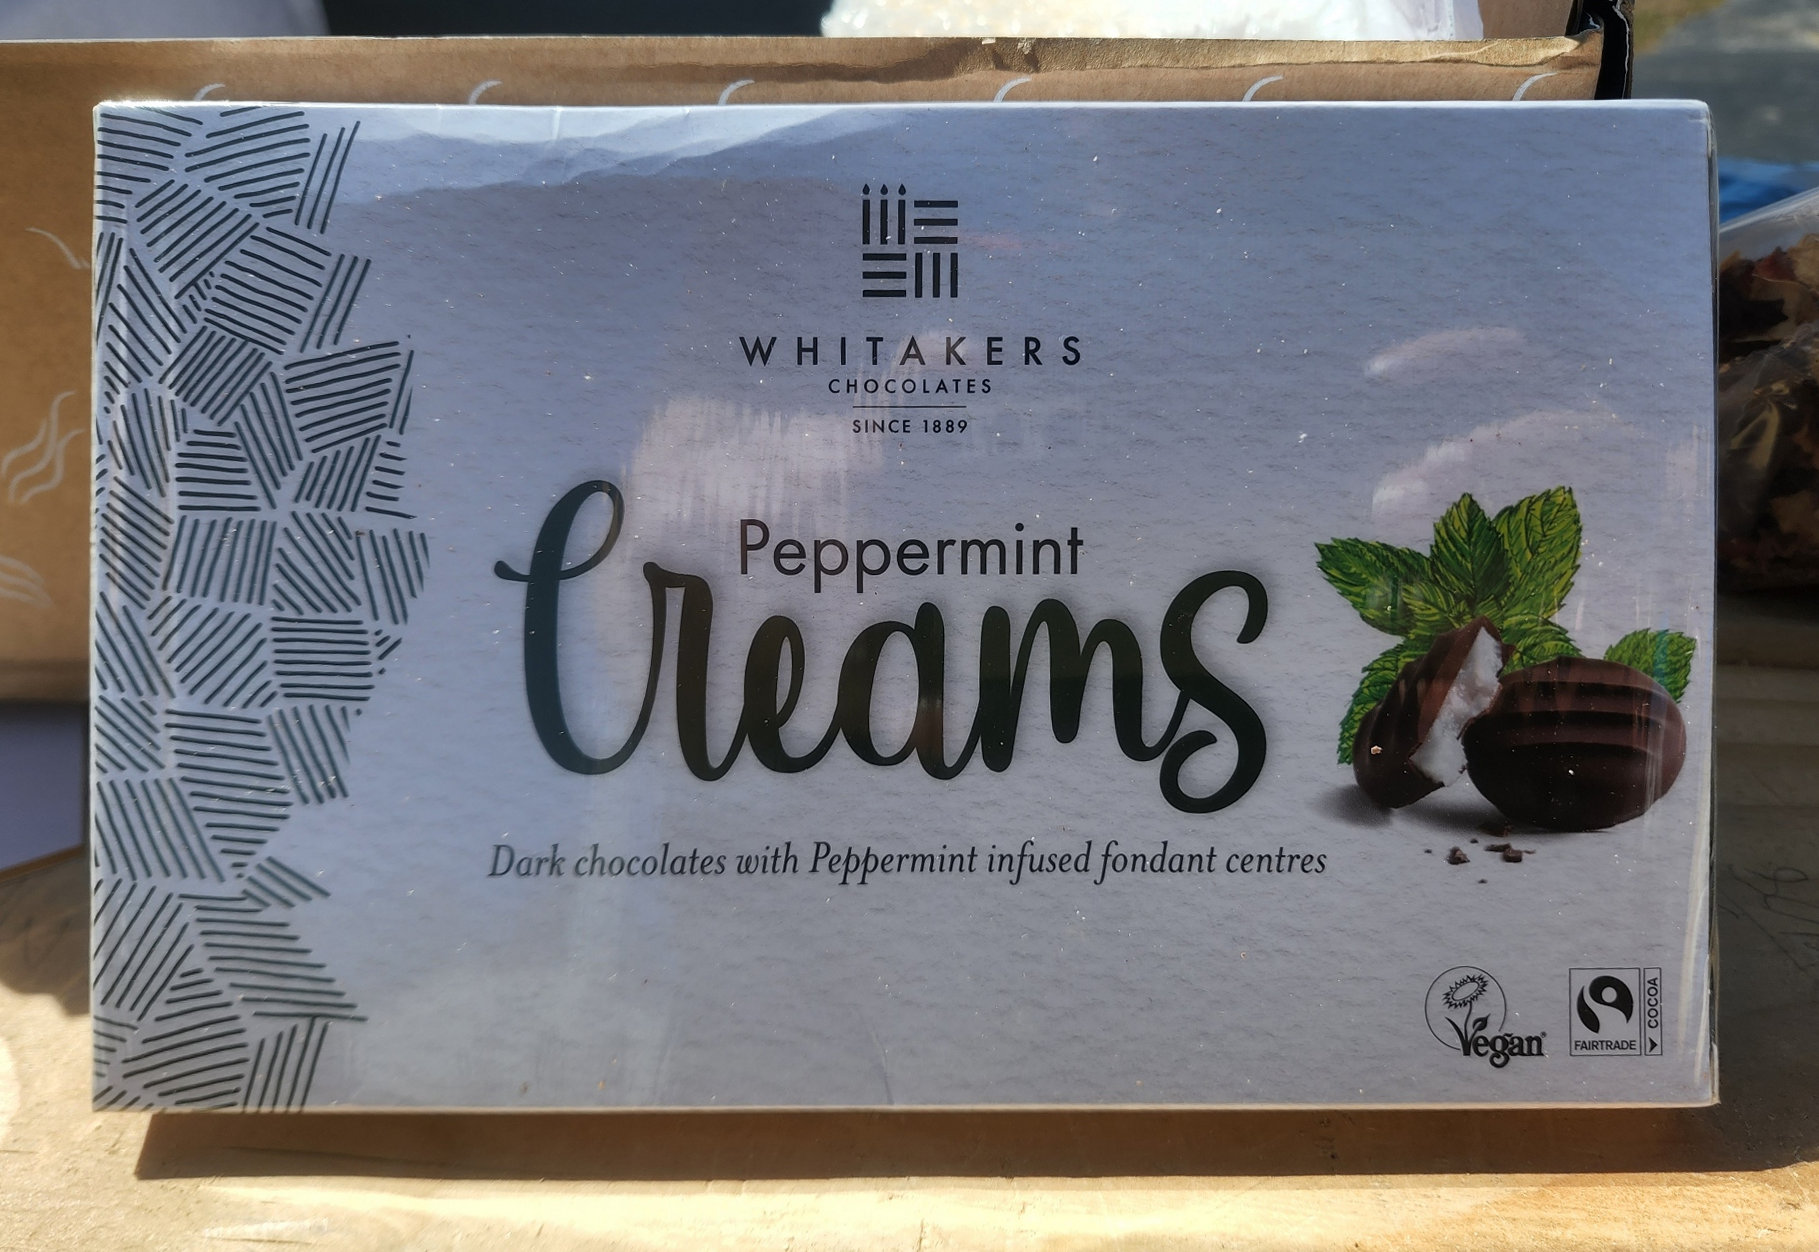 WHITAKERS
CHOCOLATES
SINCE 1889
Peppermint
Creams
Dark chocolates with Peppermint infused fondant centres
Vegan
FAIRTRADE
COCOA